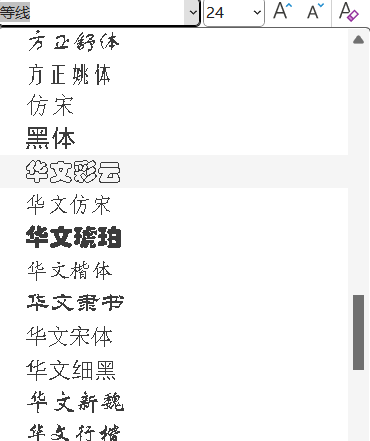 等线 24 A A A
方正舒体
方正姚体
仿宋
黑体
华文彩云
华文仿宋
华文琥珀
华文楷体
华文隶书
华文宋体
华文细黑
华文新魏
华文行楷